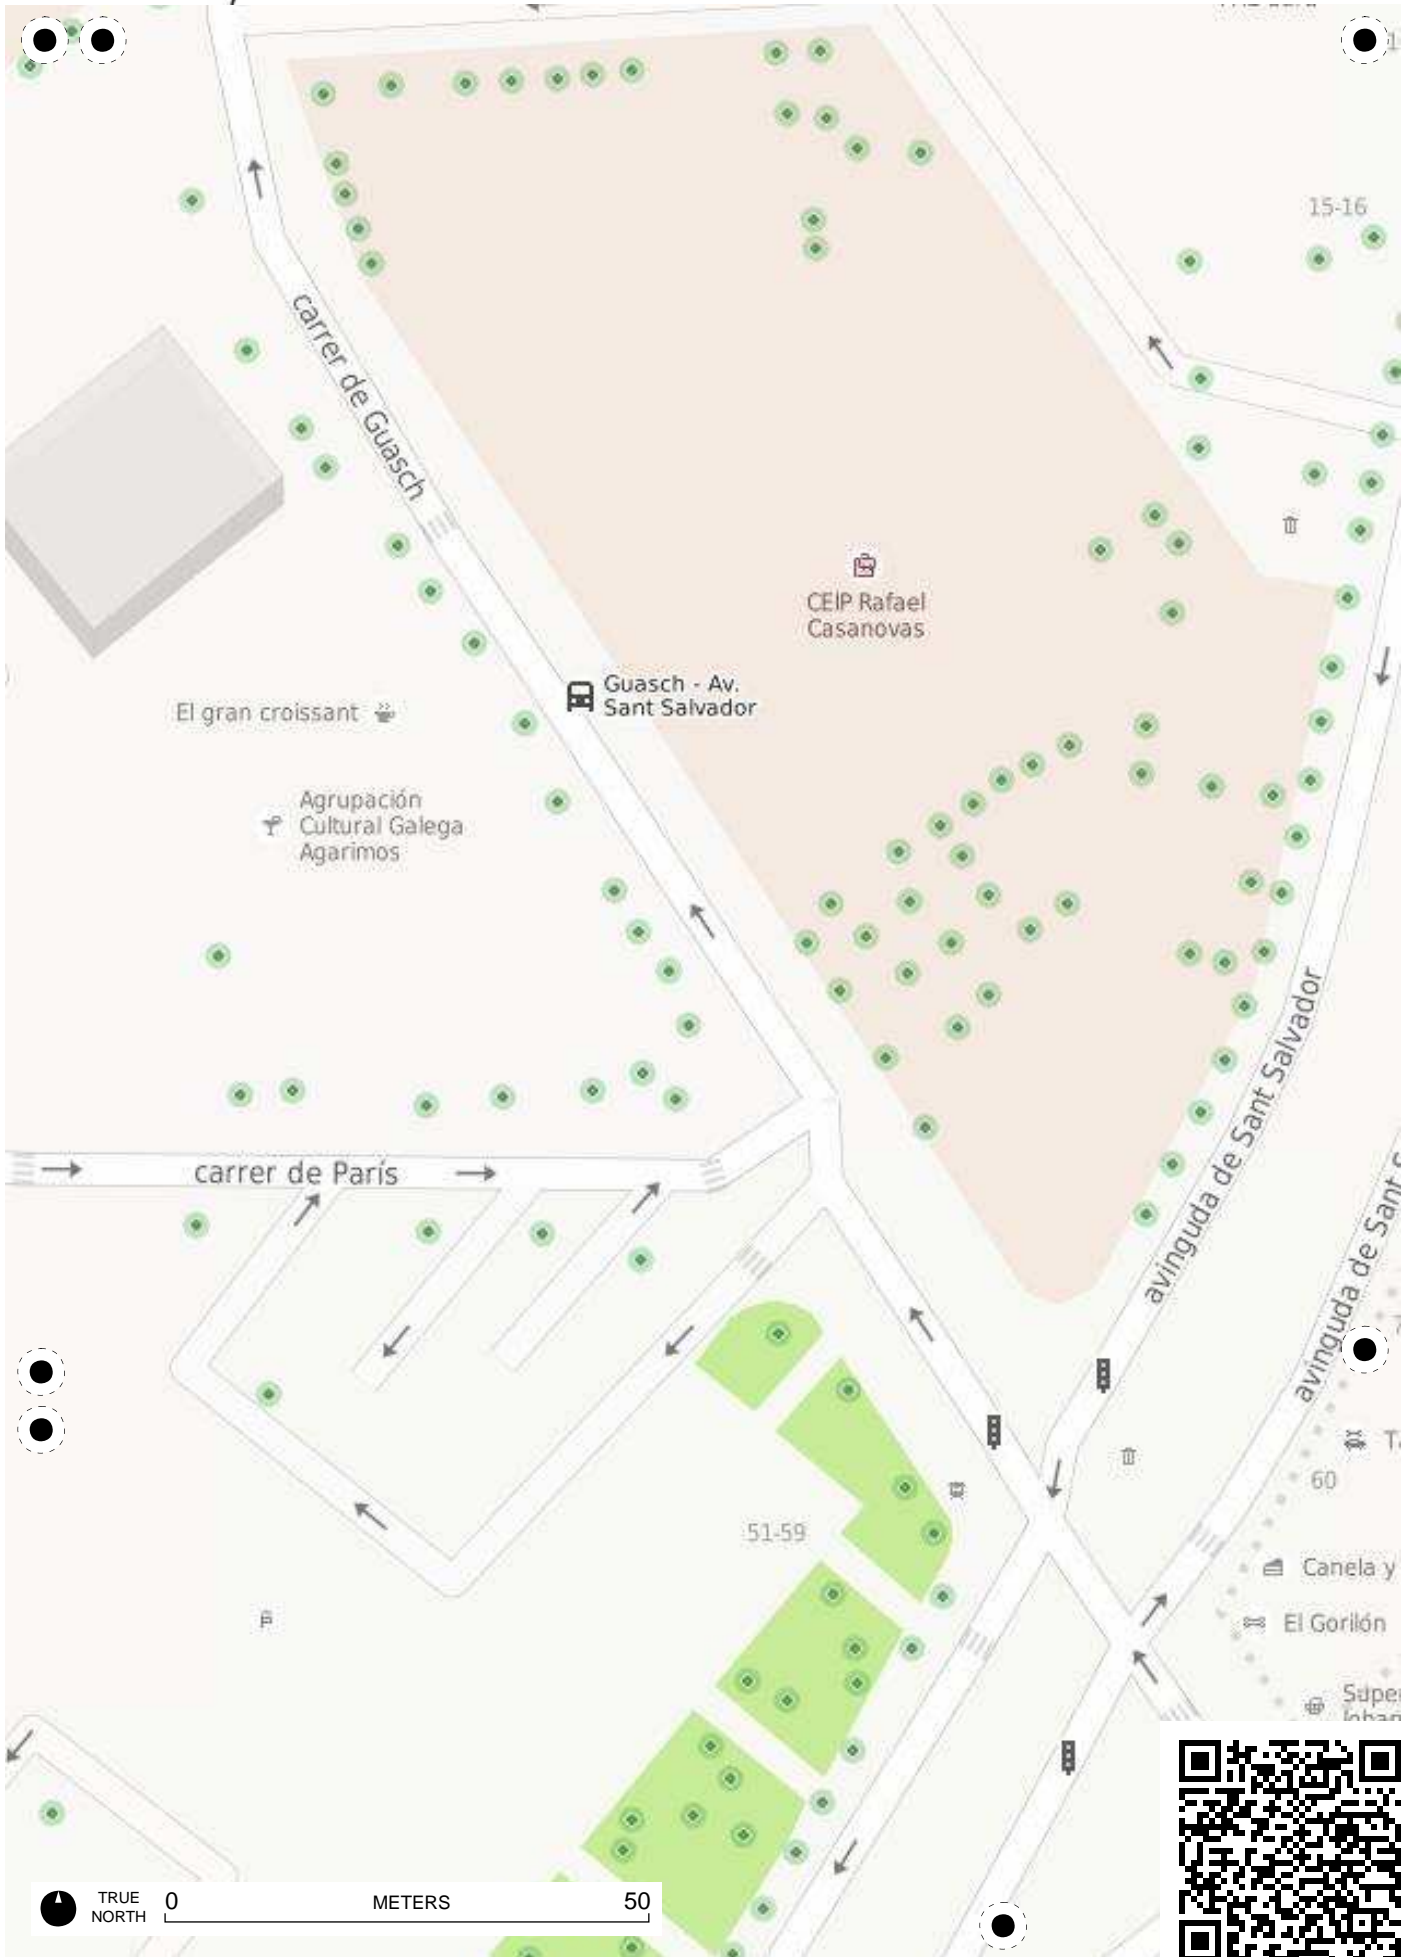 15-16
carrer de Guasch
CEIP Rafael
Casanovas
Guasch - Av.
Sant Salvador
El gran croissant
Agrupación
Cultural Galega
Agarimos
avinguda de Sant Salvador
carrer de París
avinguda de Sant S
60
51-59
Canela y
El Gorilón
Super
TRUE
NORTH
0 METERS 50